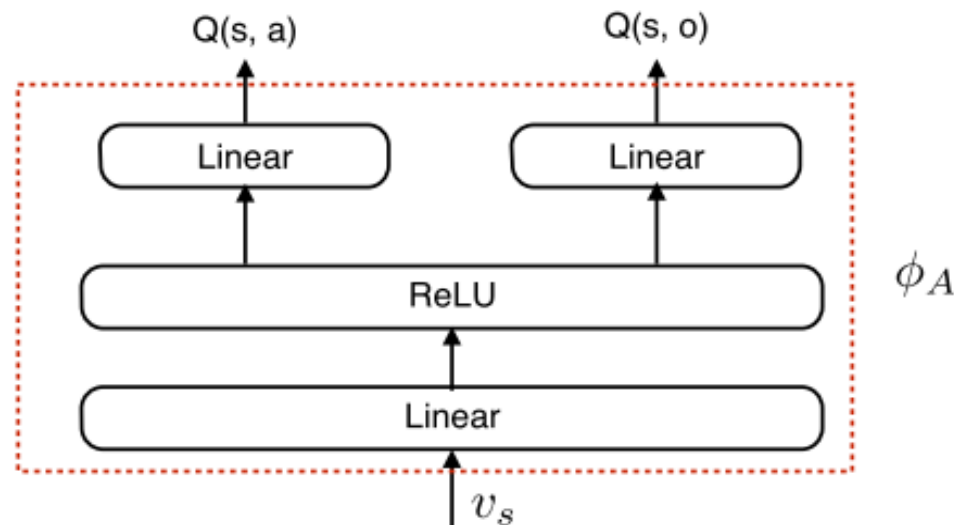 Q(s, a) Q(s, o)
Linear Linear
ReLU
ϕ_A
Linear
v_s